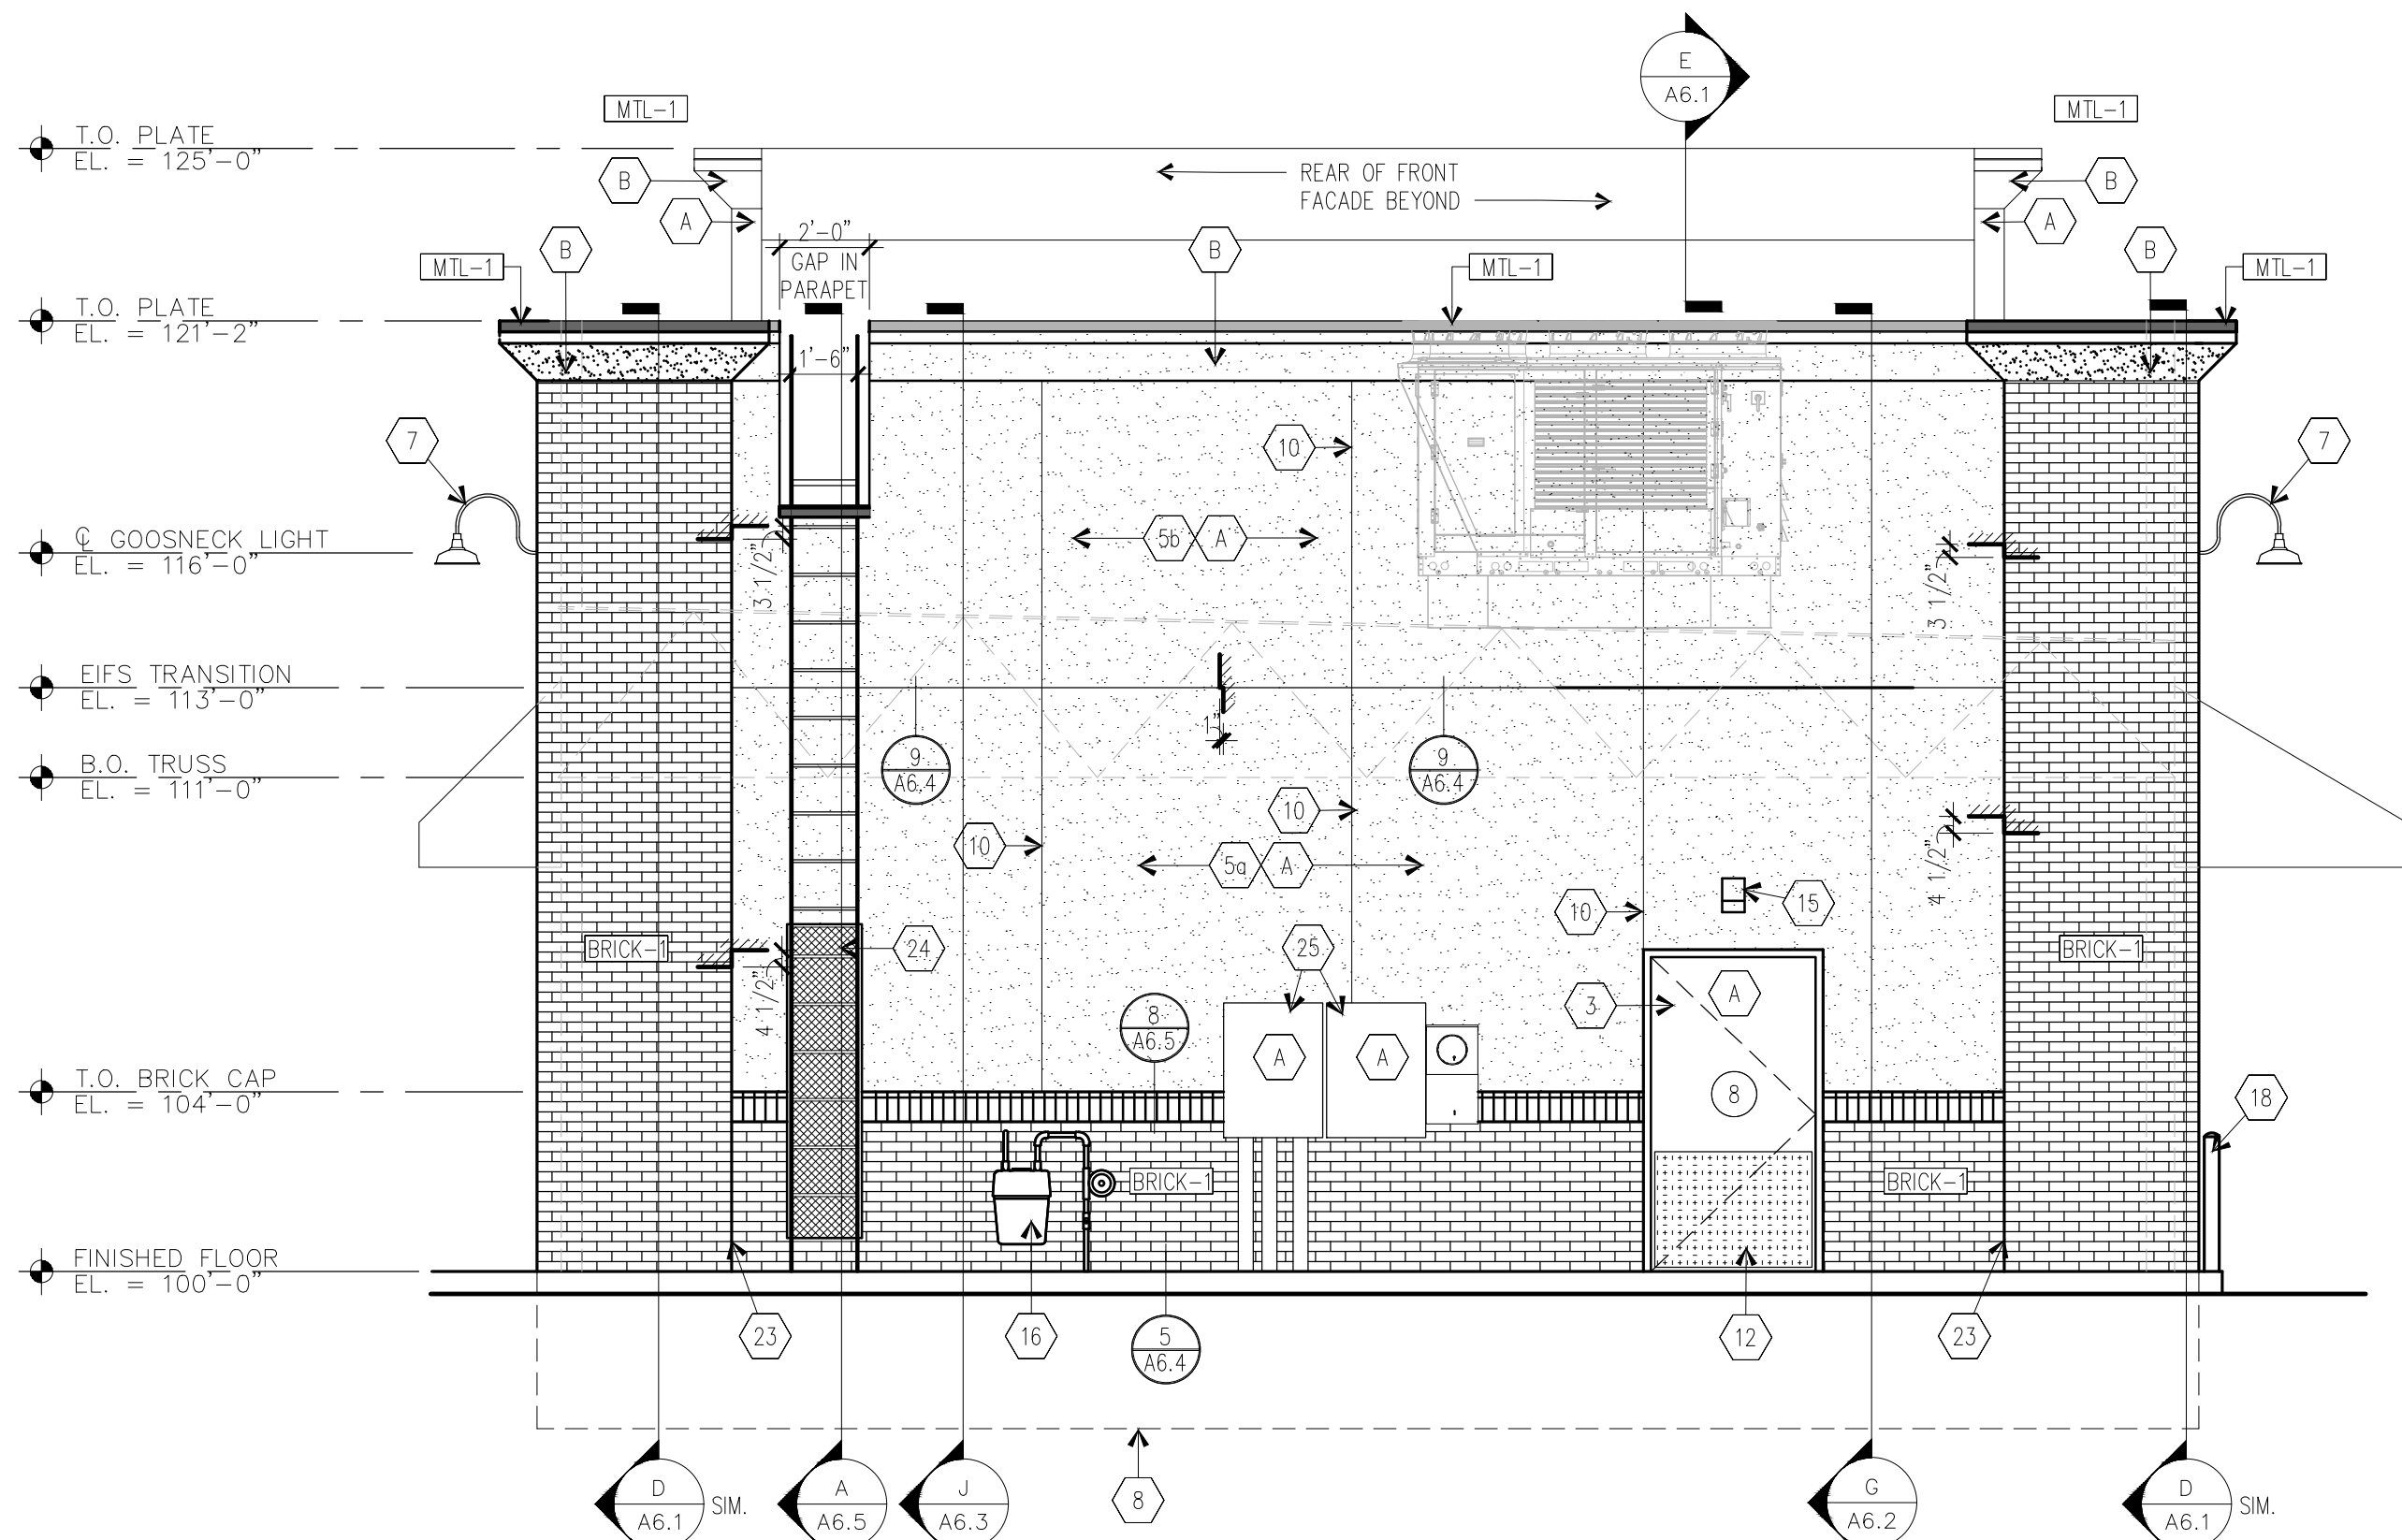 E
A6.1
MTL-1
MTL-1
T.O. PLATE
EL. = 125'-0"
REAR OF FRONT
FACADE BEYOND
B
B
A
A
2'-0"
GAP IN
PARAPET
B
B
B
MTL-1
MTL-1
MTL-1
T.O. PLATE
EL. = 121'-2"
1'-6"
7
10
7
℄ GOOSNECK LIGHT
EL. = 116'-0"
5b
A
3 1/2"
3 1/2"
EIFS TRANSITION
EL. = 113'-0"
1"
B.O. TRUSS
EL. = 111'-0"
9
A6.4
9
A6.4
10
10
5a
A
4 1/2"
10
15
BRICK-1
24
25
BRICK-1
4 1/2"
3
A
8
A6.5
A
A
T.O. BRICK CAP
EL. = 104'-0"
8
18
BRICK-1
BRICK-1
FINISHED FLOOR
EL. = 100'-0"
23
16
5
A6.4
12
23
8
D
A6.1
SIM.
A
A6.5
J
A6.3
G
A6.2
D
A6.1
SIM.